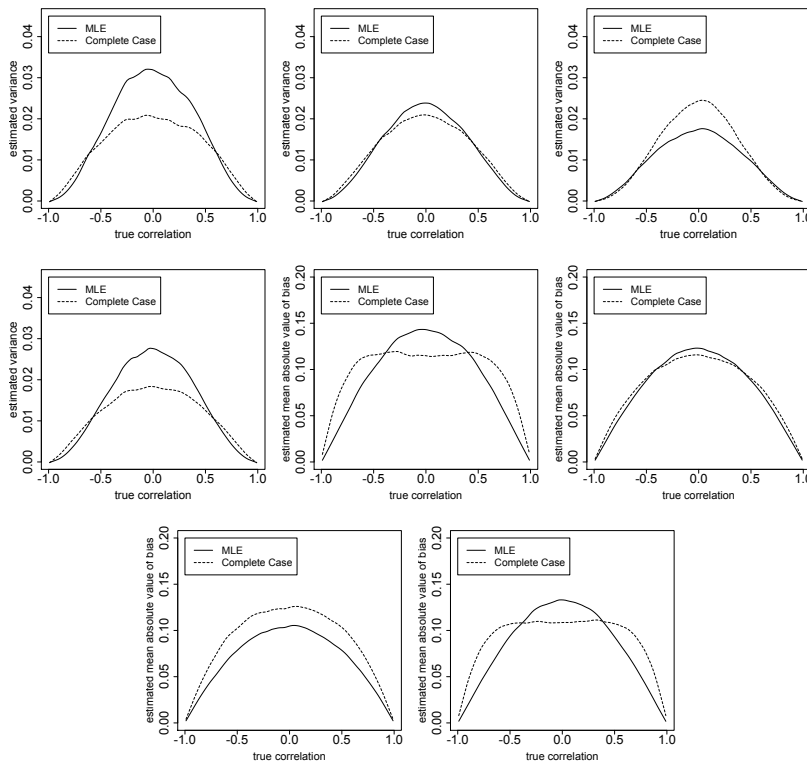 estimated variance
0.00 0.01 0.02 0.03 0.04
MLE
Complete Case
-1.0 -0.5 0.0 0.5 1.0
true correlation
estimated variance
0.00 0.01 0.02 0.03 0.04
MLE
Complete Case
-1.0 -0.5 0.0 0.5 1.0
true correlation
estimated variance
0.00 0.01 0.02 0.03 0.04
MLE
Complete Case
-1.0 -0.5 0.0 0.5 1.0
true correlation
estimated variance
0.00 0.01 0.02 0.03 0.04
MLE
Complete Case
-1.0 -0.5 0.0 0.5 1.0
true correlation
estimated mean absolute value of bias
0.00 0.05 0.10 0.15 0.20
MLE
Complete Case
-1.0 -0.5 0.0 0.5 1.0
true correlation
estimated mean absolute value of bias
0.00 0.05 0.10 0.15 0.20
MLE
Complete Case
-1.0 -0.5 0.0 0.5 1.0
true correlation
estimated mean absolute value of bias
0.00 0.05 0.10 0.15 0.20
MLE
Complete Case
-1.0 -0.5 0.0 0.5 1.0
true correlation
estimated mean absolute value of bias
0.00 0.05 0.10 0.15 0.20
MLE
Complete Case
-1.0 -0.5 0.0 0.5 1.0
true correlation